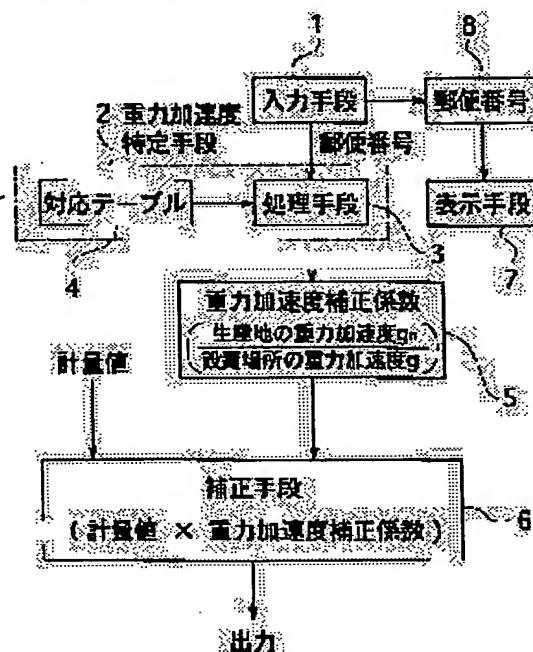 1
8
入力手段
郵便番号
2 重力加速度
特定手段
郵便番号
対応テーブル
処理手段
表示手段
4
3
7
重力加速度補正係数
生産地の重力加速度gn
設置場所の重力加速度g
計量値
5
補正手段
(計量値 × 重力加速度補正係数)
6
出力